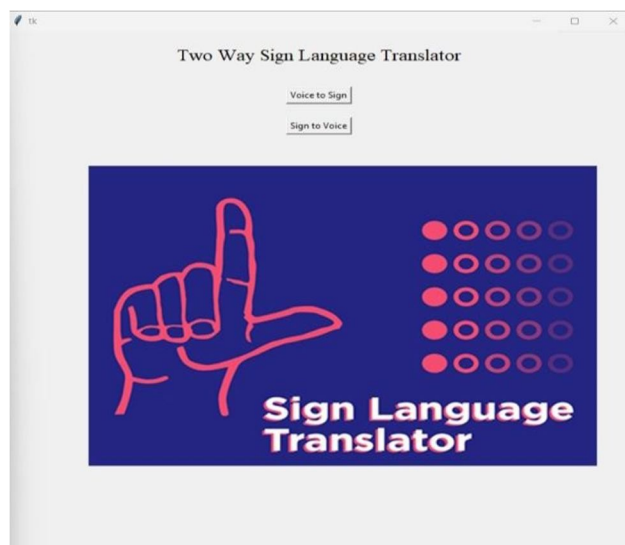 tk
Two Way Sign Language Translator
Voice to Sign
Sign to Voice
Sign Language
Translator